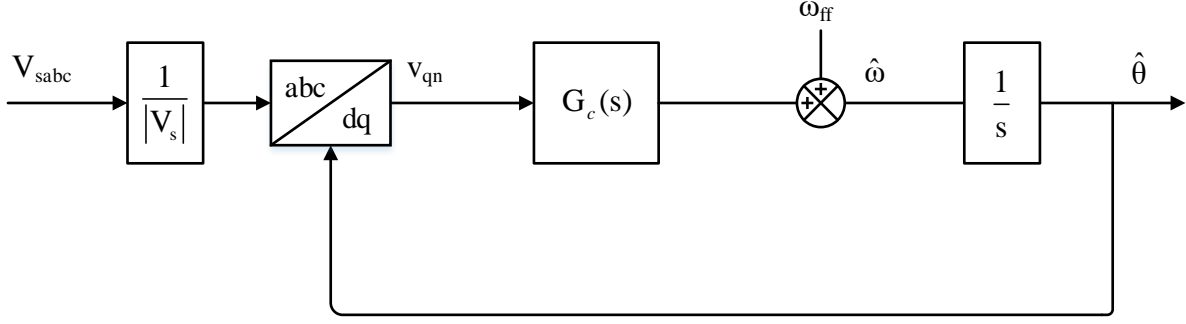 ω_ff
V_sabc
1
|V_s|
abc
dq
v_qn
G_c(s)
+
+
ω̂
1
s
θ̂